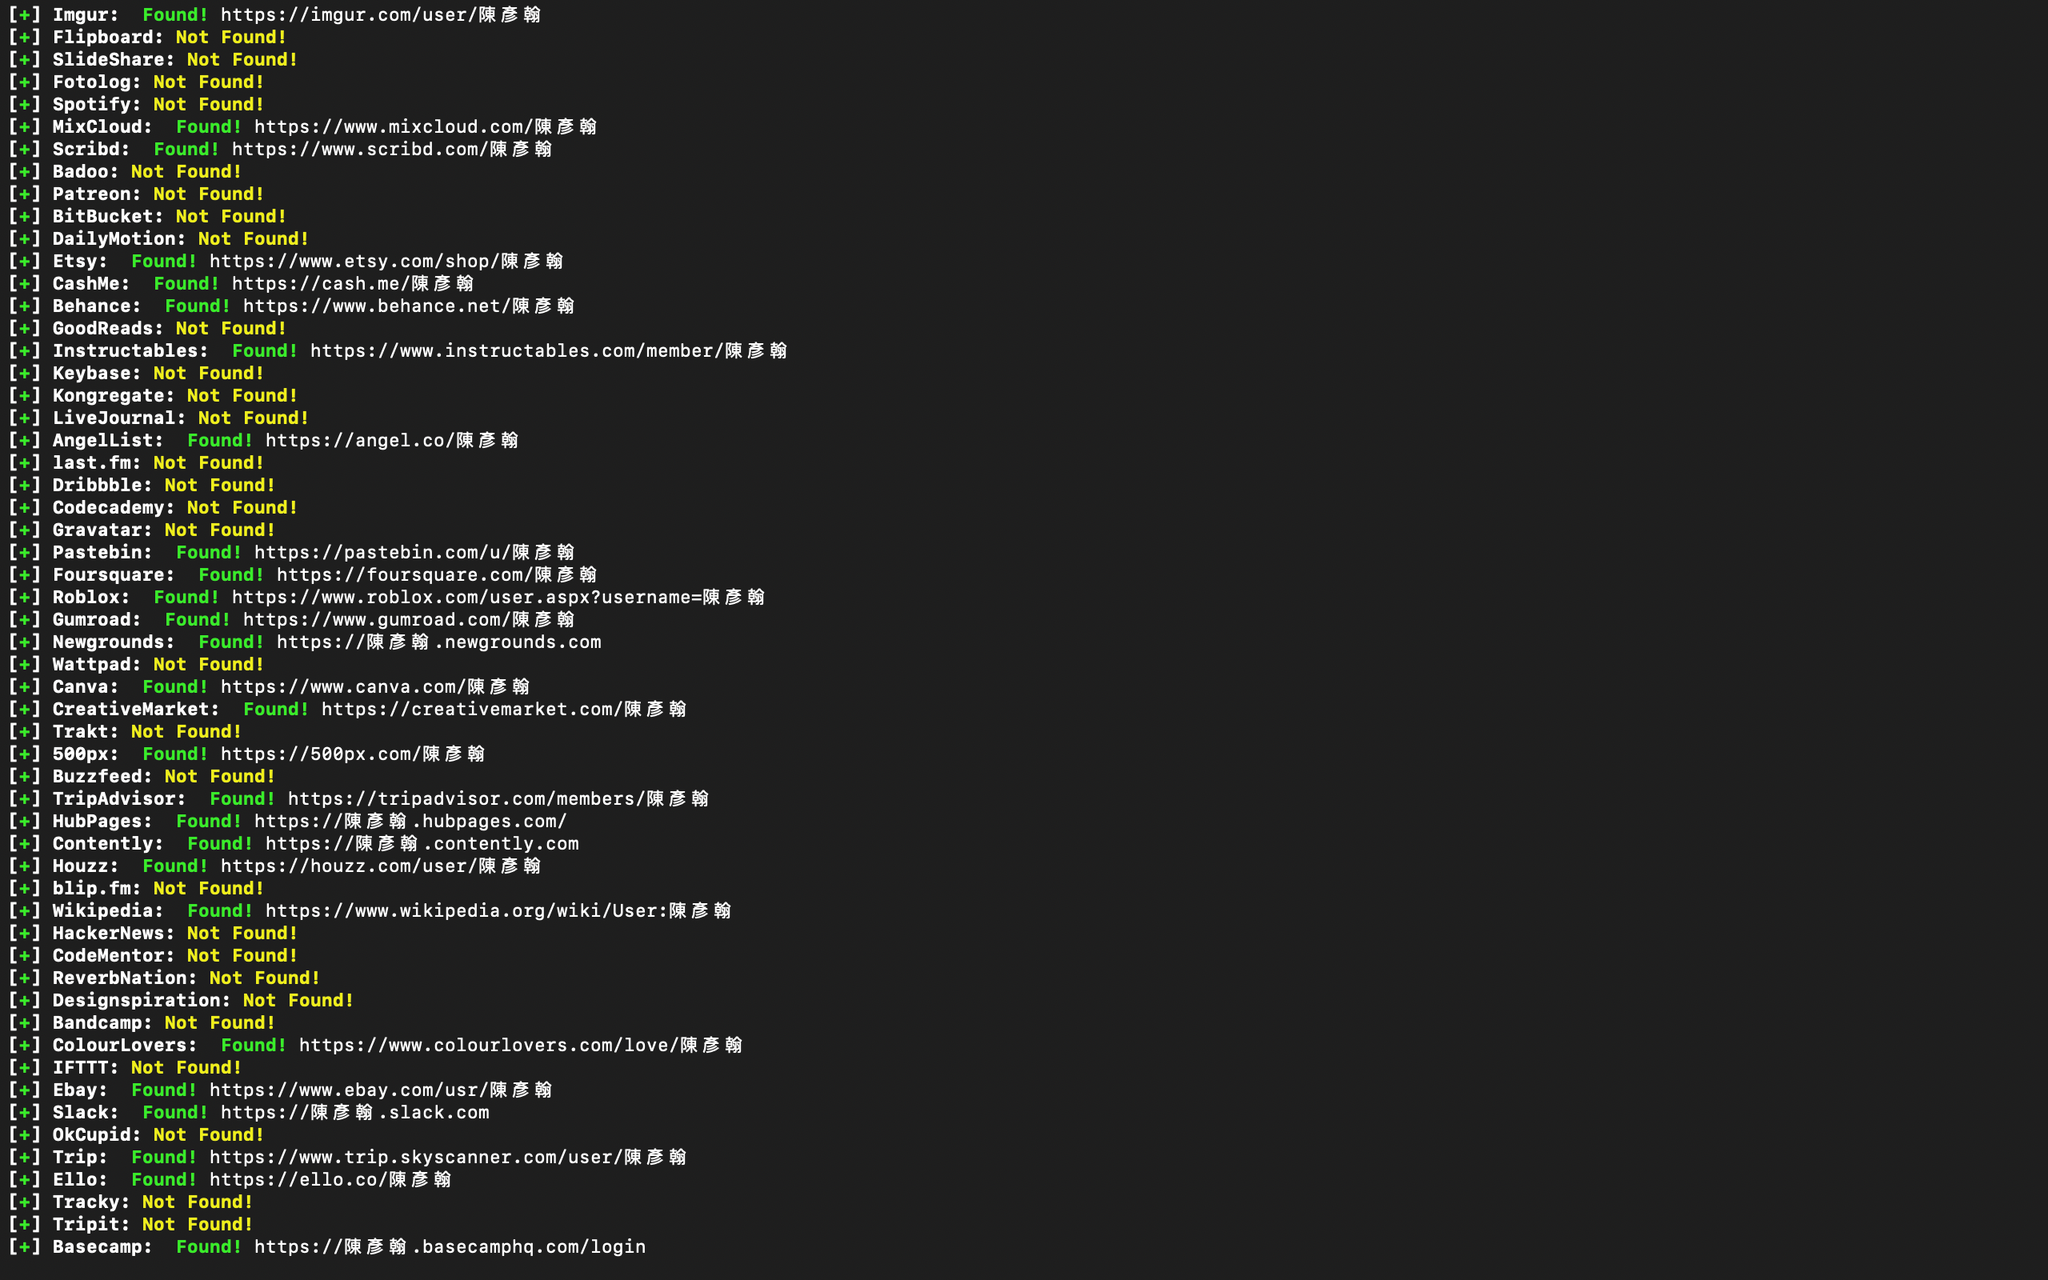 [+] Imgur:  Found! https://imgur.com/user/陳彥翰
[+] Flipboard: Not Found!
[+] SlideShare: Not Found!
[+] Fotolog: Not Found!
[+] Spotify: Not Found!
[+] MixCloud:  Found! https://www.mixcloud.com/陳彥翰
[+] Scribd:  Found! https://www.scribd.com/陳彥翰
[+] Badoo: Not Found!
[+] Patreon: Not Found!
[+] BitBucket: Not Found!
[+] DailyMotion: Not Found!
[+] Etsy:  Found! https://www.etsy.com/shop/陳彥翰
[+] CashMe:  Found! https://cash.me/陳彥翰
[+] Behance:  Found! https://www.behance.net/陳彥翰
[+] GoodReads: Not Found!
[+] Instructables:  Found! https://www.instructables.com/member/陳彥翰
[+] Keybase: Not Found!
[+] Kongregate: Not Found!
[+] LiveJournal: Not Found!
[+] AngelList:  Found! https://angel.co/陳彥翰
[+] last.fm: Not Found!
[+] Dribbble: Not Found!
[+] Codecademy: Not Found!
[+] Gravatar: Not Found!
[+] Pastebin:  Found! https://pastebin.com/u/陳彥翰
[+] Foursquare:  Found! https://foursquare.com/陳彥翰
[+] Roblox:  Found! https://www.roblox.com/user.aspx?username=陳彥翰
[+] Gumroad:  Found! https://www.gumroad.com/陳彥翰
[+] Newgrounds:  Found! https://陳彥翰.newgrounds.com
[+] Wattpad: Not Found!
[+] Canva:  Found! https://www.canva.com/陳彥翰
[+] CreativeMarket:  Found! https://creativemarket.com/陳彥翰
[+] Trakt: Not Found!
[+] 500px:  Found! https://500px.com/陳彥翰
[+] Buzzfeed: Not Found!
[+] TripAdvisor:  Found! https://tripadvisor.com/members/陳彥翰
[+] HubPages:  Found! https://陳彥翰.hubpages.com/
[+] Contently:  Found! https://陳彥翰.contently.com
[+] Houzz:  Found! https://houzz.com/user/陳彥翰
[+] blip.fm: Not Found!
[+] Wikipedia:  Found! https://www.wikipedia.org/wiki/User:陳彥翰
[+] HackerNews: Not Found!
[+] CodeMentor: Not Found!
[+] ReverbNation: Not Found!
[+] Designspiration: Not Found!
[+] Bandcamp: Not Found!
[+] ColourLovers:  Found! https://www.colourlovers.com/love/陳彥翰
[+] IFTTT: Not Found!
[+] Ebay:  Found! https://www.ebay.com/usr/陳彥翰
[+] Slack:  Found! https://陳彥翰.slack.com
[+] OkCupid: Not Found!
[+] Trip:  Found! https://www.trip.skyscanner.com/user/陳彥翰
[+] Ello:  Found! https://ello.co/陳彥翰
[+] Tracky: Not Found!
[+] Tripit: Not Found!
[+] Basecamp:  Found! https://陳彥翰.basecamphq.com/login